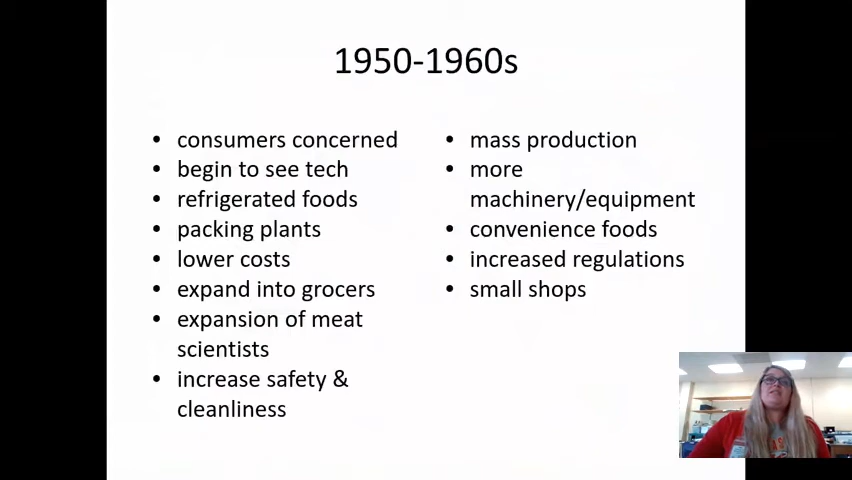 1950-1960s
• consumers concerned
• begin to see tech
• refrigerated foods
• packing plants
• lower costs
• expand into grocers
• expansion of meat
scientists
• increase safety &
cleanliness
• mass production
• more
machinery/equipment
• convenience foods
• increased regulations
• small shops